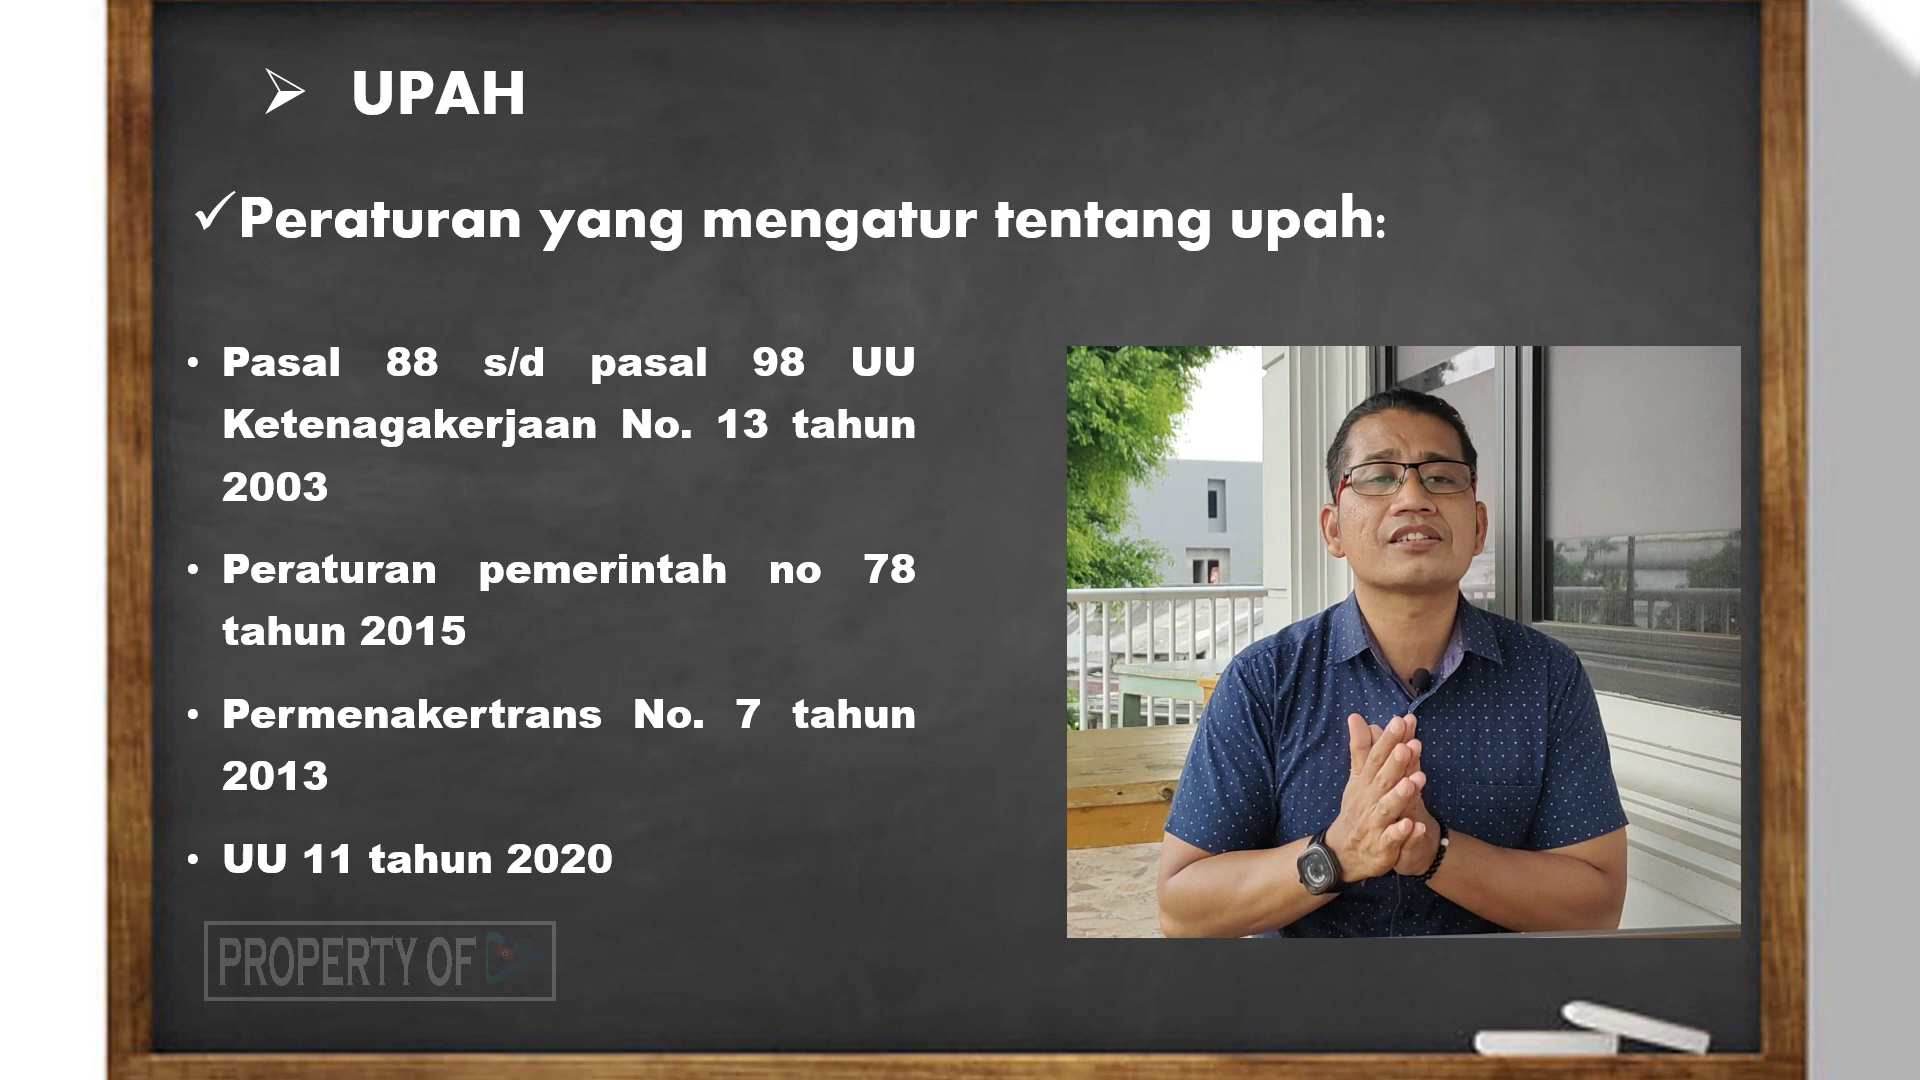 ➢ UPAH
✓Peraturan yang mengatur tentang upah:
• Pasal 88 s/d pasal 98 UU
Ketenagakerjaan No. 13 tahun
2003
• Peraturan pemerintah no 78
tahun 2015
• Permenakertrans No. 7 tahun
2013
• UU 11 tahun 2020
PROPERTY OF